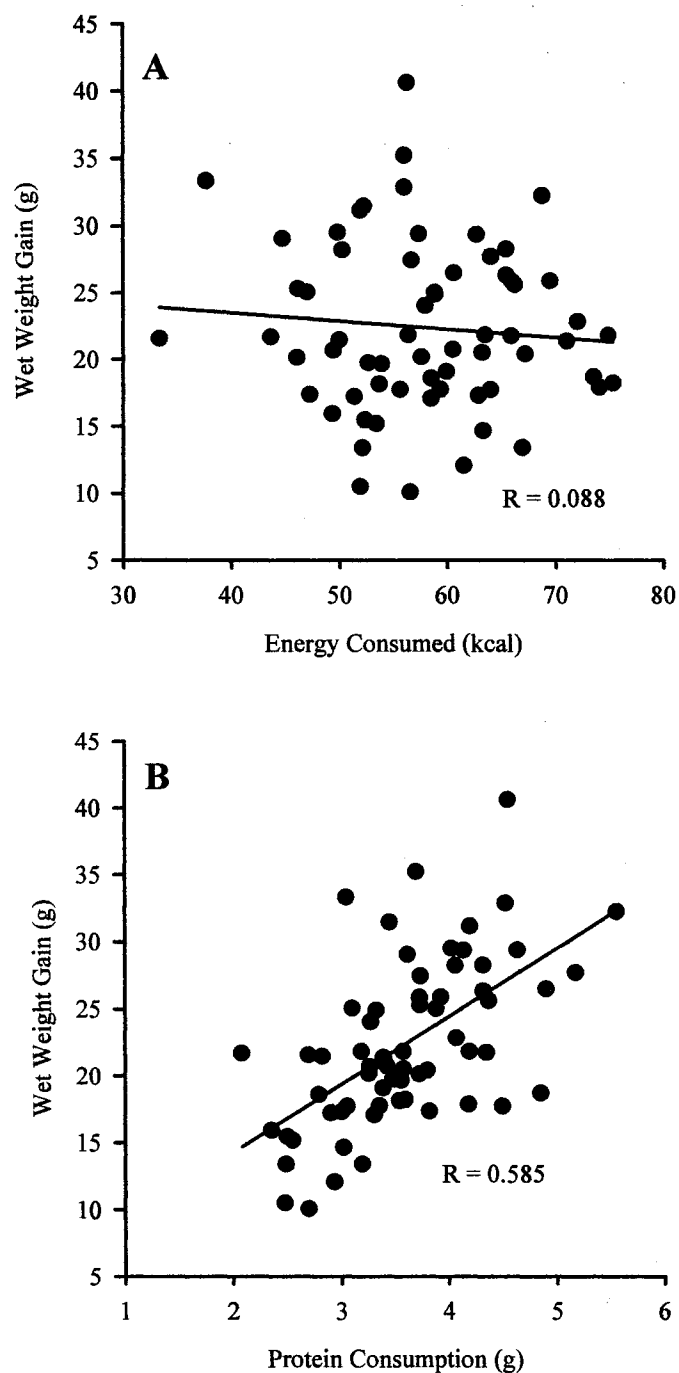 A
45
40
35
30
25
20
15
10
5
Wet Weight Gain (g)
R = 0.088
30 40 50 60 70 80
Energy Consumed (kcal)
B
45
40
35
30
25
20
15
10
5
Wet Weight Gain (g)
R = 0.585
1 2 3 4 5 6
Protein Consumption (g)